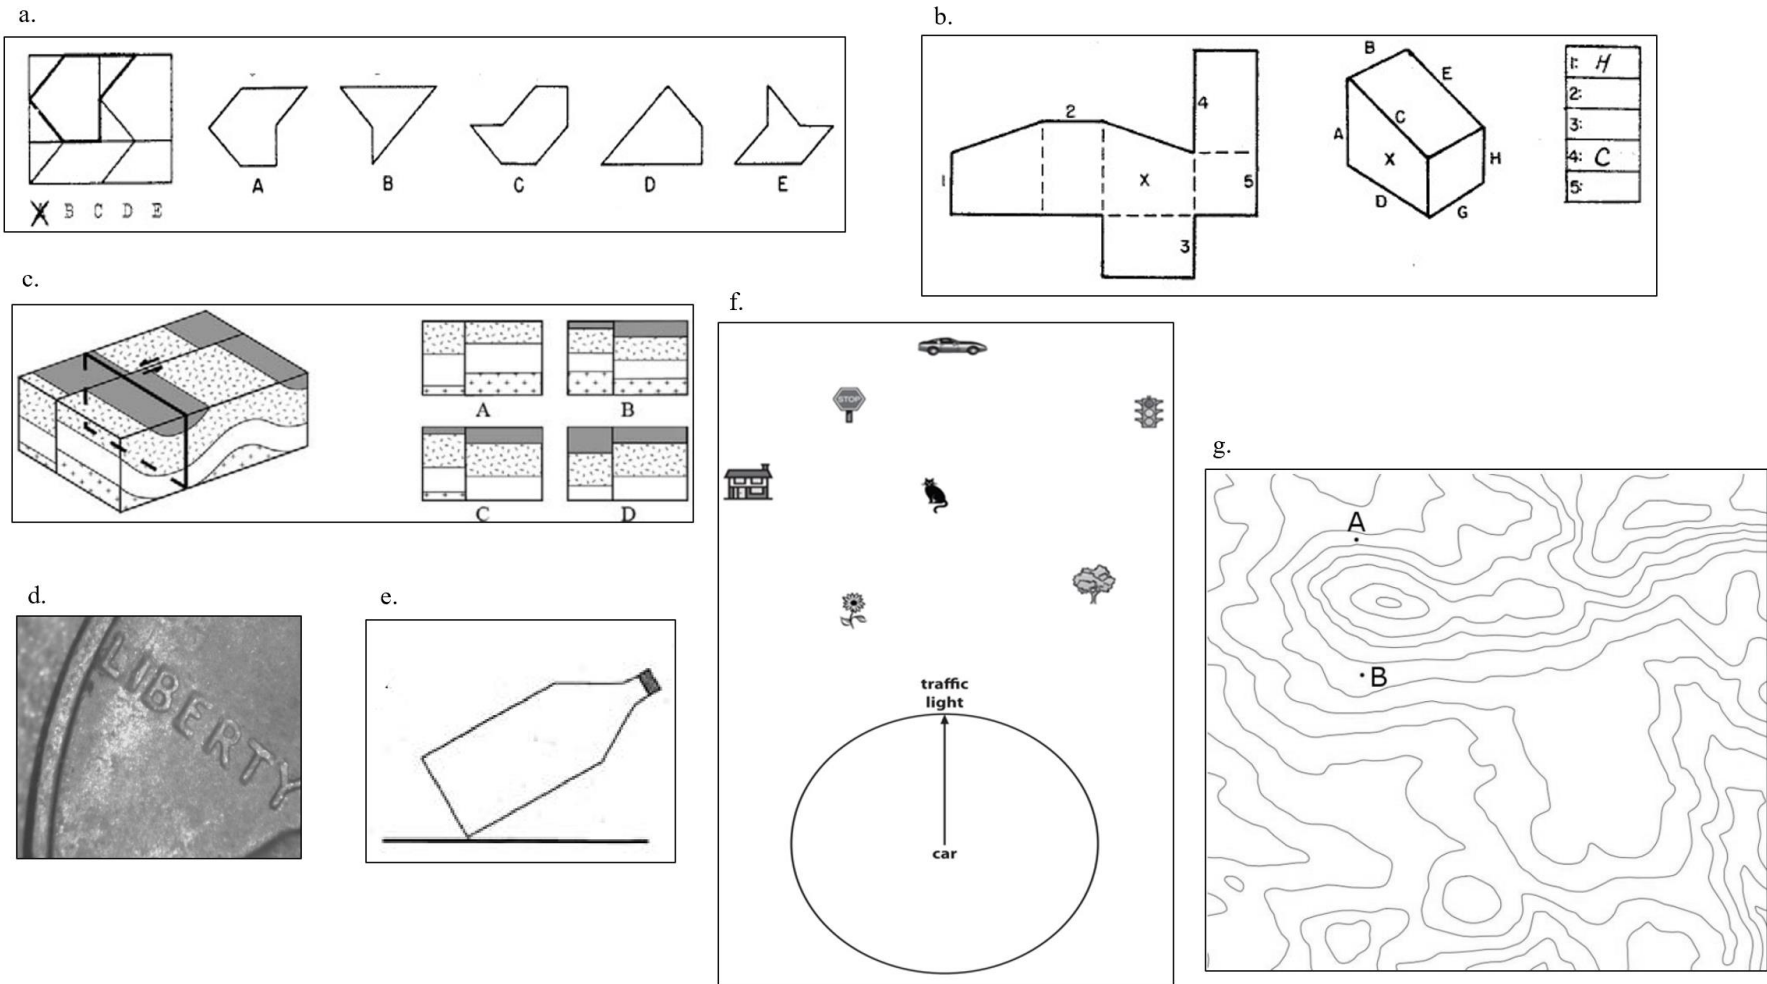 a.
A B C D E
X B C D E
b.
1 2 3 4 5 X
A B C D E G H X
1: H
2:
3:
4: C
5:
c.
A B
C D
d.
LIBERTY
e.
f.
STOP
traffic
light
car
g.
A
B